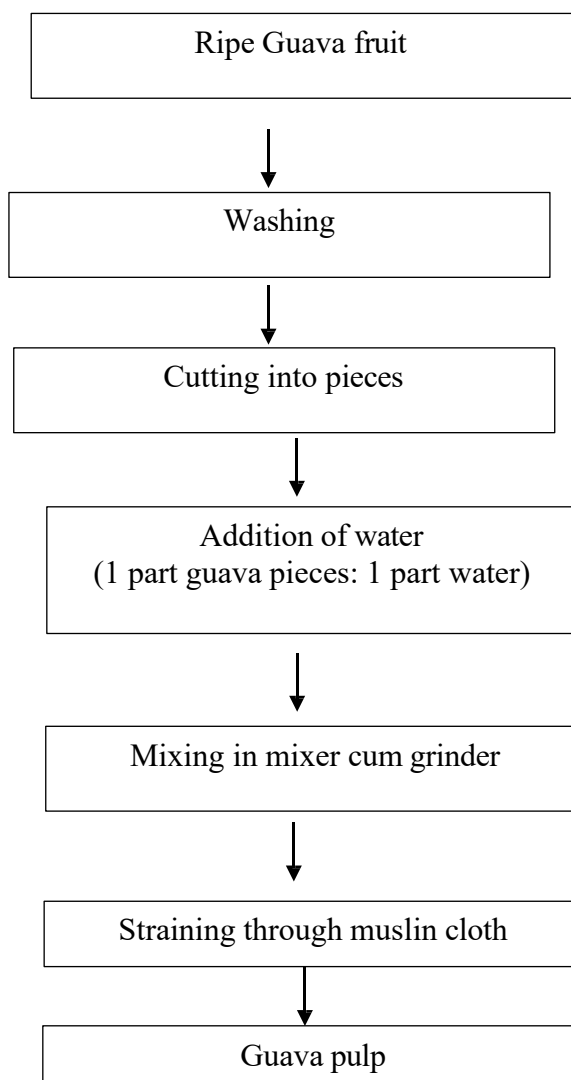 Ripe Guava fruit
Washing
Cutting into pieces
Addition of water
(1 part guava pieces: 1 part water)
Mixing in mixer cum grinder
Straining through muslin cloth
Guava pulp